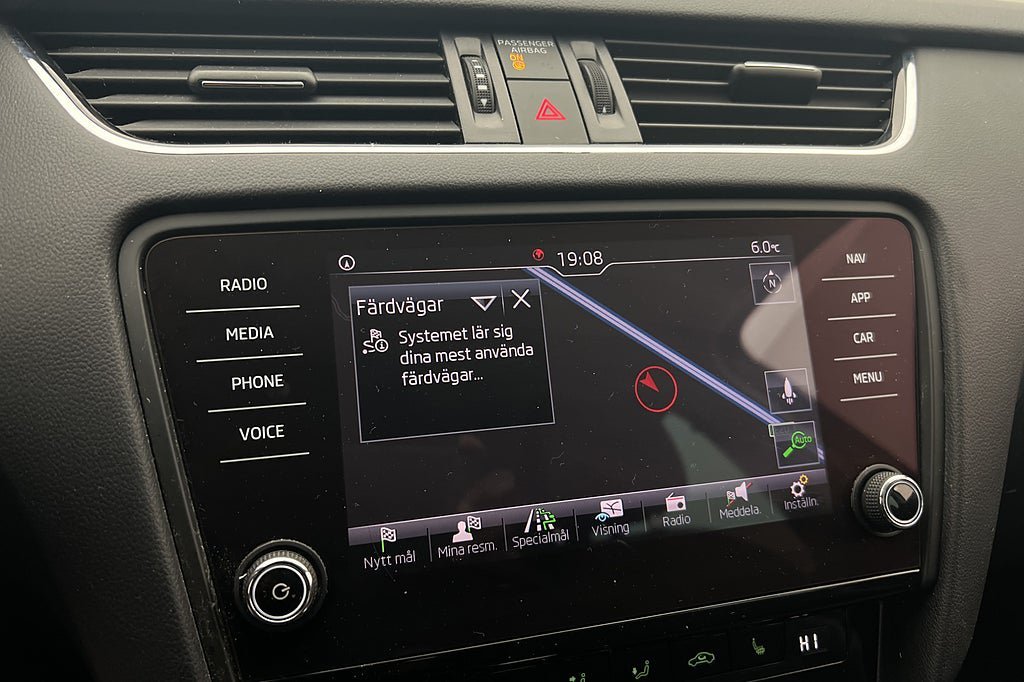 PASSENGER
AIRBAG
ON
19:08
6.0°C
RADIO
MEDIA
PHONE
VOICE
Färdvägar
Systemet lär sig
dina mest använda
färdvägar...
N
Auto
NAV
APP
CAR
MENU
Nytt mål
Mina resm.
Specialmål
Visning
Radio
Meddela.
Inställn.
HI